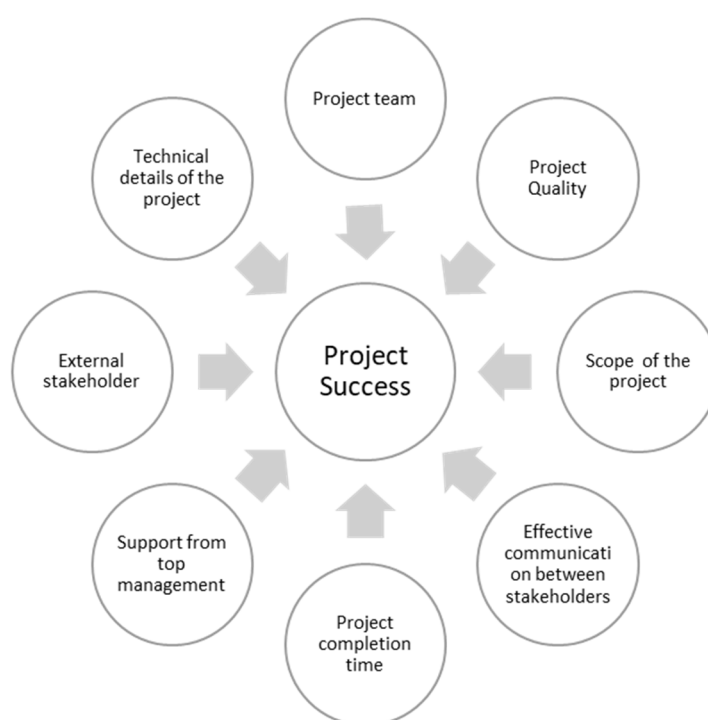 Project team
Technical
details of the
project
Project
Quality
External
stakeholder
Project
Success
Scope of the
project
Support from
top
management
Effective
communicati
on between
stakeholders
Project
completion
time